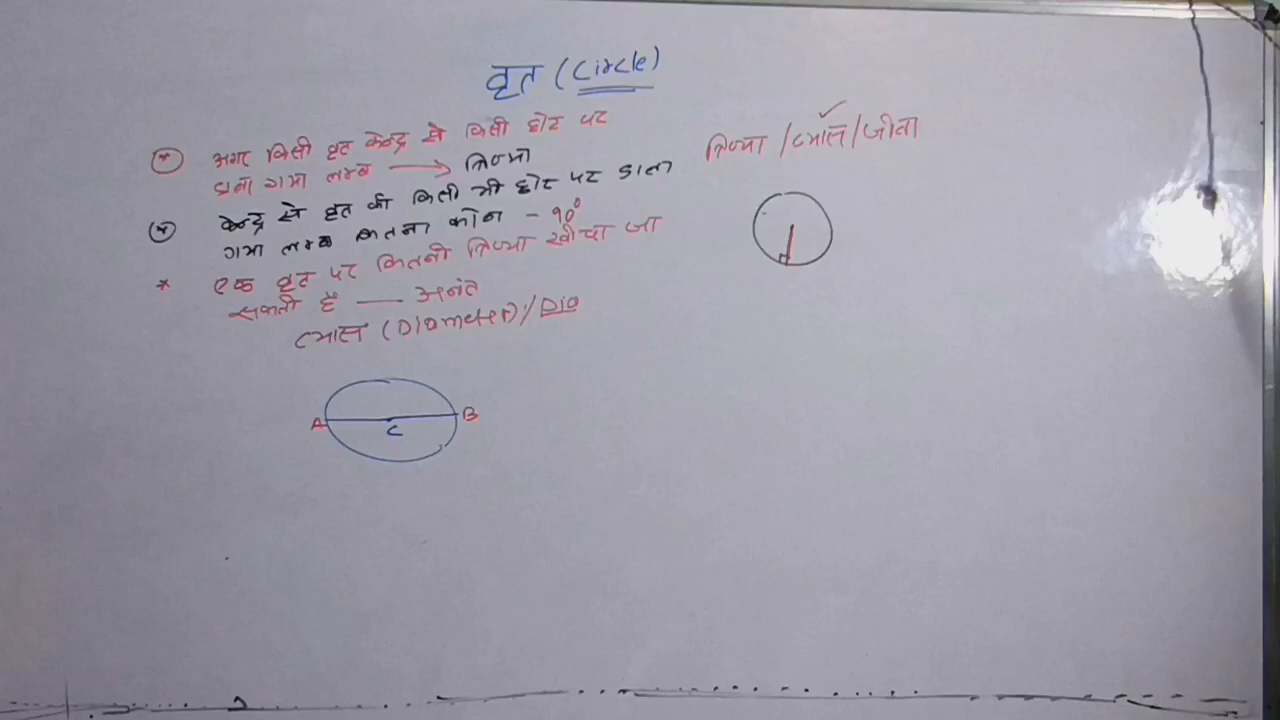 वृत (Circle)
* अगर किसी वृत केन्द्र से किसी छोर पर
डाला गया लम्ब → त्रिज्या
* केन्द्र से वृत की किसी भी छोर पर डाला
गया लम्ब कितना कोन - 90°
* एक वृत पर कितनी त्रिज्या खीचा जा
सकती है — अनंत
व्यास (Diameter)/Dia
त्रिज्या /व्यास/जीवा
A B
C